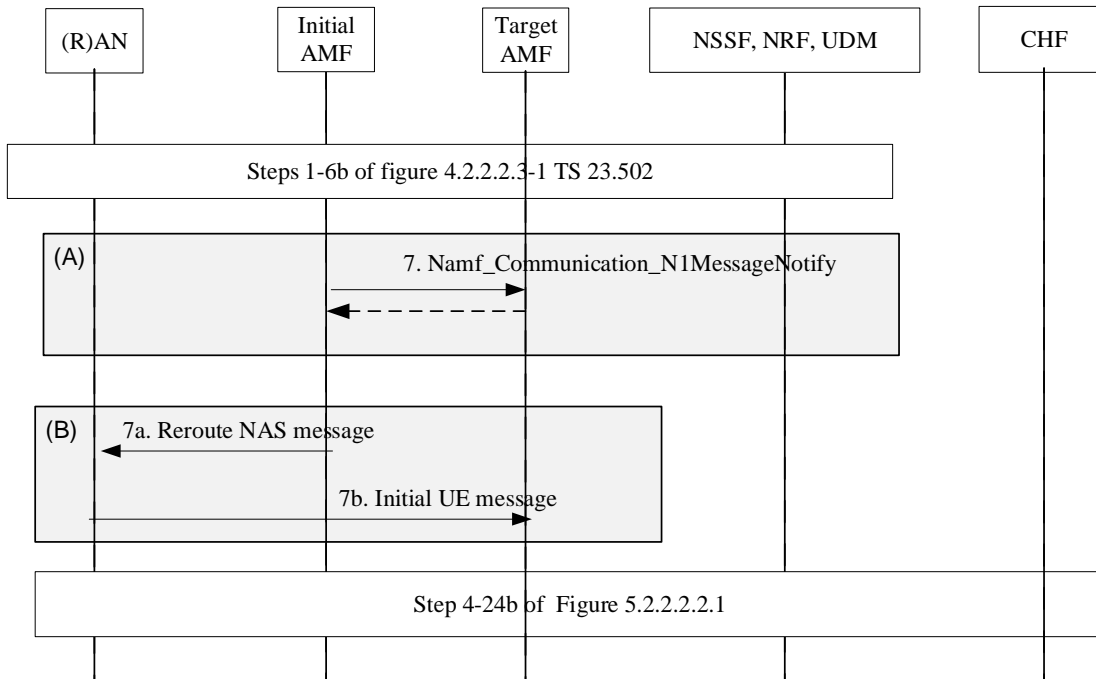 (R)AN
Initial
AMF
Target
AMF
NSSF, NRF, UDM
CHF
Steps 1-6b of figure 4.2.2.2.3-1 TS 23.502
(A)
7. Namf_Communication_N1MessageNotify
(B)
7a. Reroute NAS message
7b. Initial UE message
Step 4-24b of Figure 5.2.2.2.2.1